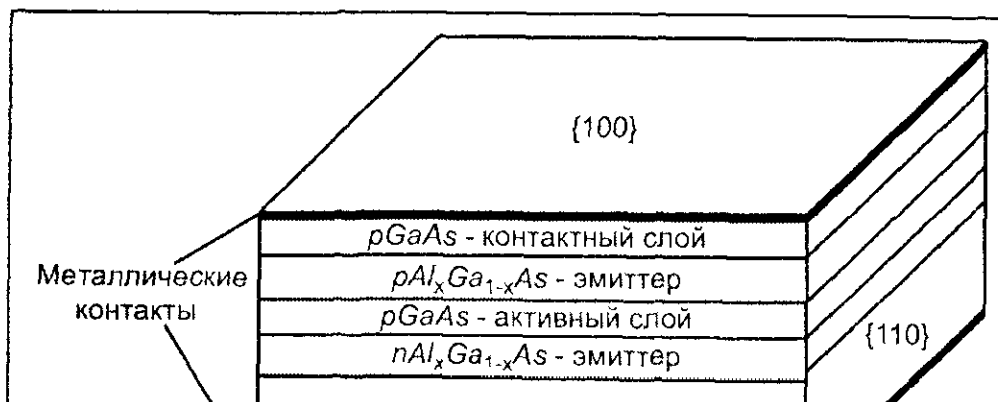 {100}
pGaAs - контактный слой
pAlₓGa₁₋ₓAs - эмиттер
Металлические
контакты
pGaAs - активный слой
nAlₓGa₁₋ₓAs - эмиттер
{110}